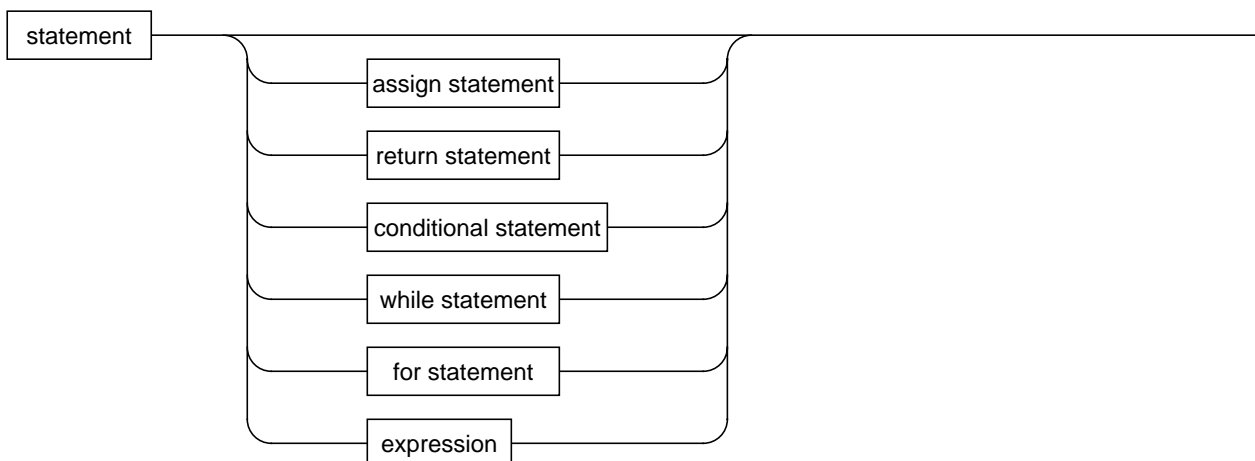 statement
assign statement
return statement
conditional statement
while statement
for statement
expression